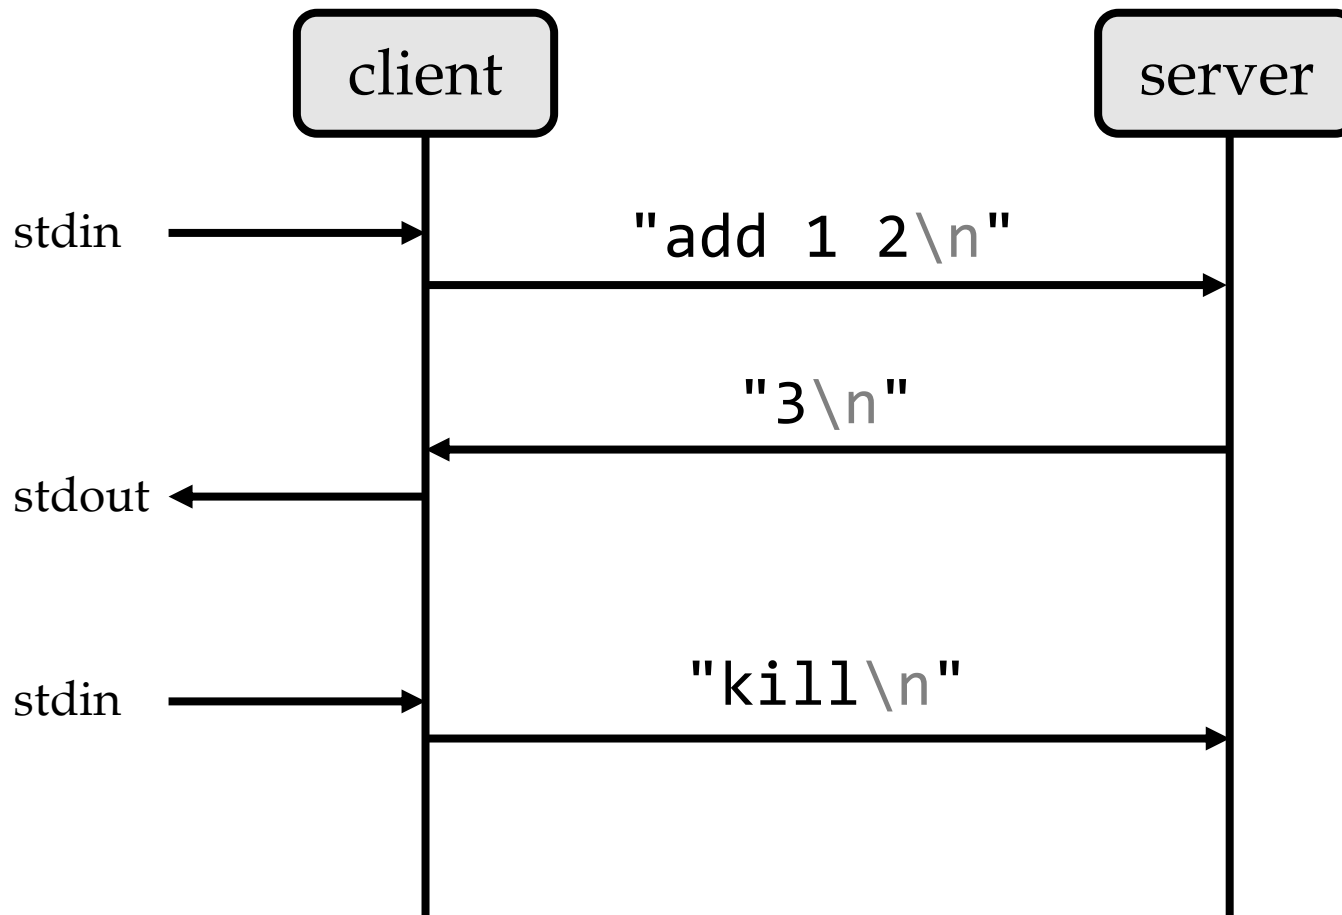 client
server
stdin
"add 1 2\n"
"3\n"
stdout
stdin
"kill\n"